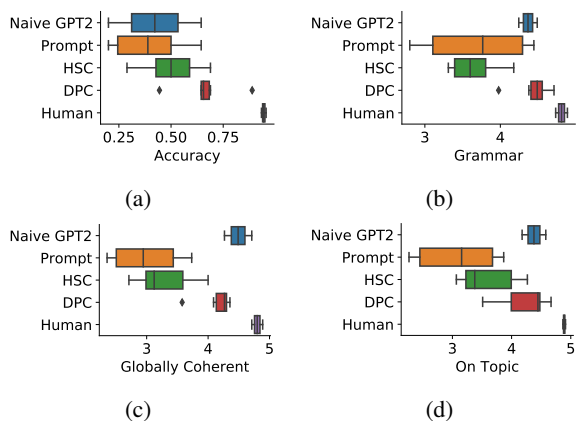 Naive GPT2
Prompt
HSC
DPC
Human
0.25 0.50 0.75
Accuracy
(a)
Naive GPT2
Prompt
HSC
DPC
Human
3 4
Grammar
(b)
Naive GPT2
Prompt
HSC
DPC
Human
3 4 5
Globally Coherent
(c)
Naive GPT2
Prompt
HSC
DPC
Human
3 4 5
On Topic
(d)